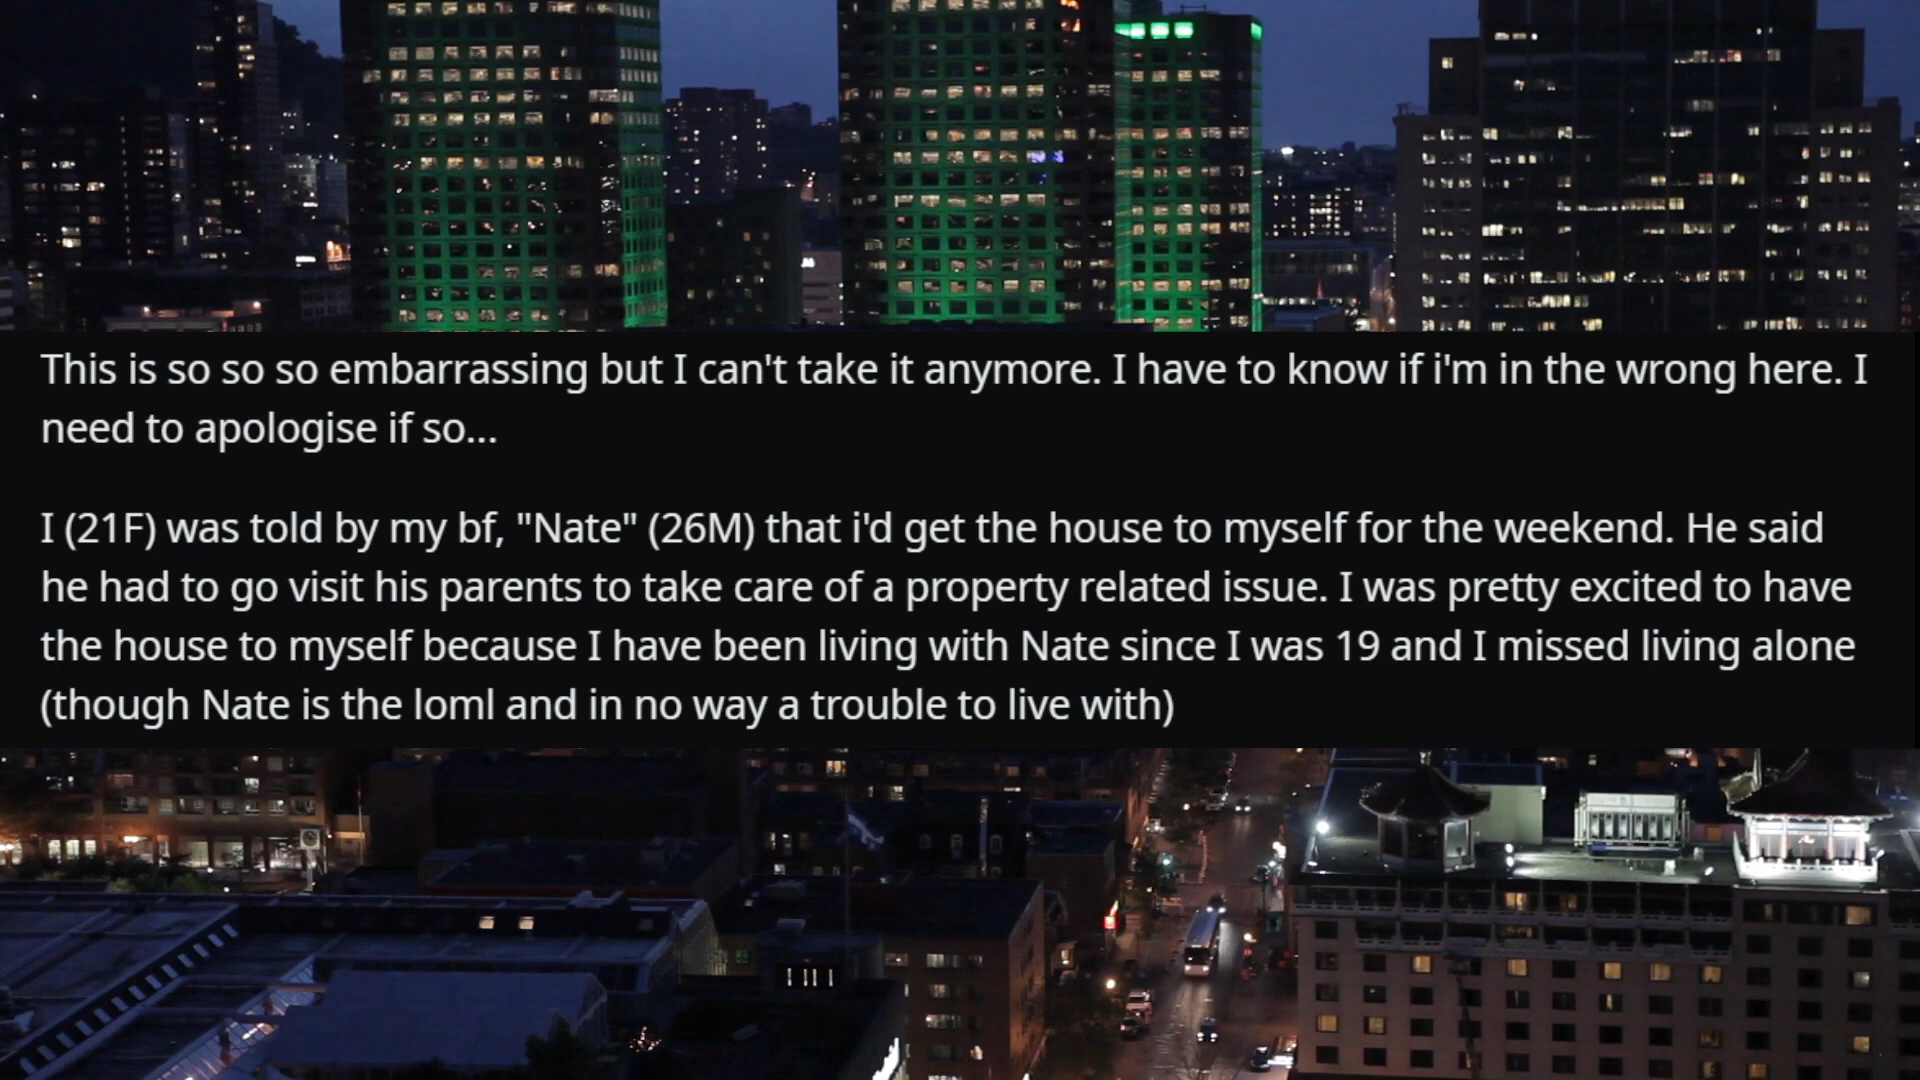 This is so so so embarrassing but I can't take it anymore. I have to know if i'm in the wrong here. I
need to apologise if so...
I (21F) was told by my bf, "Nate" (26M) that i'd get the house to myself for the weekend. He said
he had to go visit his parents to take care of a property related issue. I was pretty excited to have
the house to myself because I have been living with Nate since I was 19 and I missed living alone
(though Nate is the loml and in no way a trouble to live with)